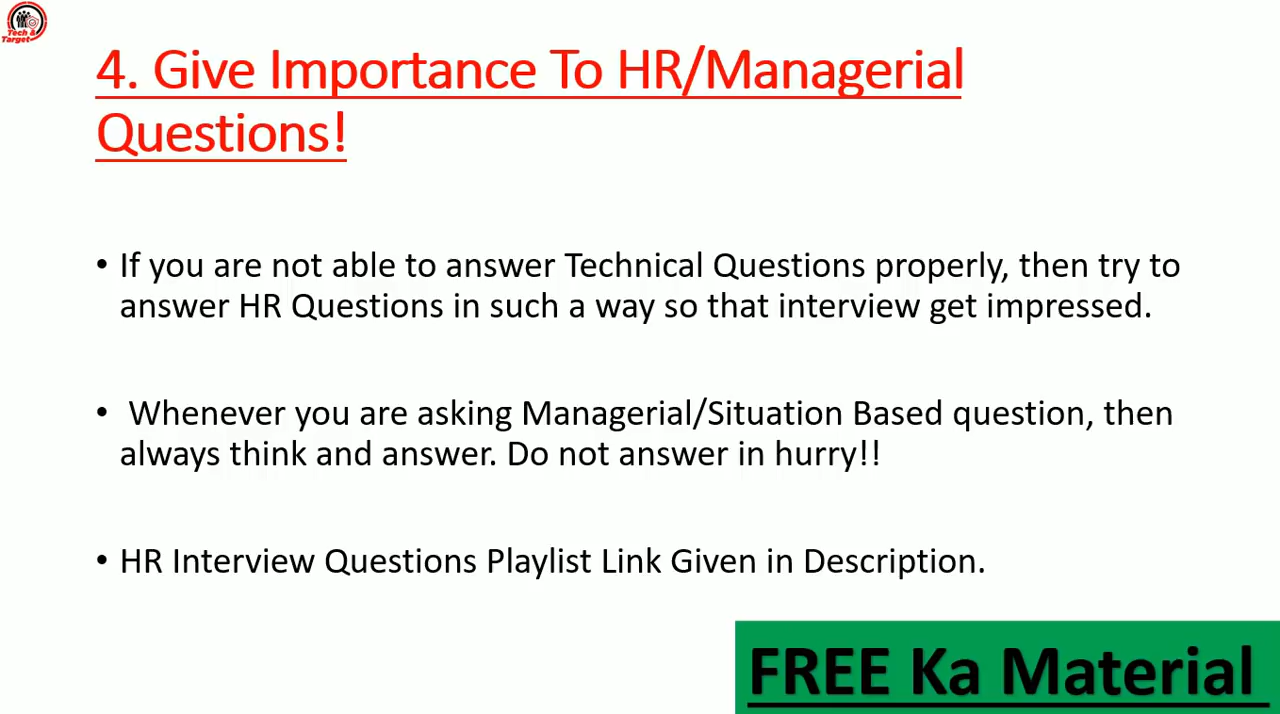 Tech &
Target
4. Give Importance To HR/Managerial
Questions!
• If you are not able to answer Technical Questions properly, then try to
answer HR Questions in such a way so that interview get impressed.
• Whenever you are asking Managerial/Situation Based question, then
always think and answer. Do not answer in hurry!!
• HR Interview Questions Playlist Link Given in Description.
FREE Ka Material